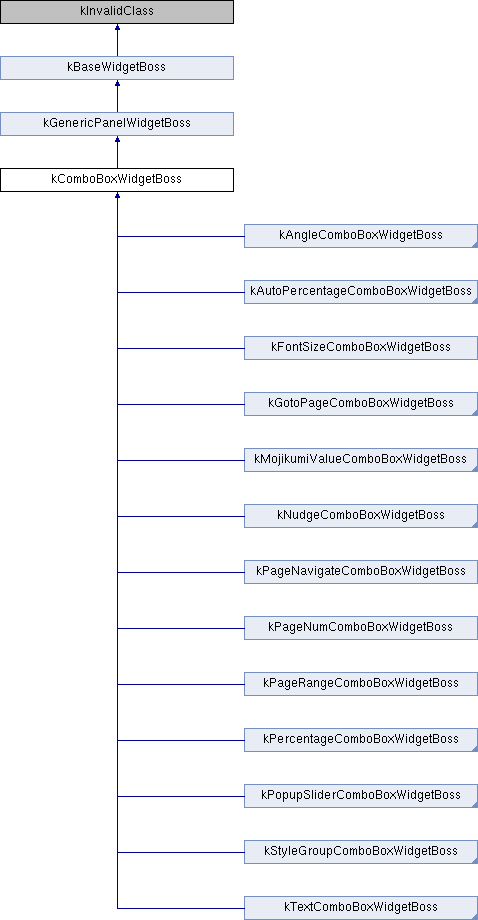 kInvalidClass
kBaseWidgetBoss
kGenericPanelWidgetBoss
kComboBoxWidgetBoss
kAngleComboBoxWidgetBoss
kAutoPercentageComboBoxWidgetBoss
kFontSizeComboBoxWidgetBoss
kGotoPageComboBoxWidgetBoss
kMojikumiValueComboBoxWidgetBoss
kNudgeComboBoxWidgetBoss
kPageNavigateComboBoxWidgetBoss
kPageNumComboBoxWidgetBoss
kPageRangeComboBoxWidgetBoss
kPercentageComboBoxWidgetBoss
kPopupSliderComboBoxWidgetBoss
kStyleGroupComboBoxWidgetBoss
kTextComboBoxWidgetBoss